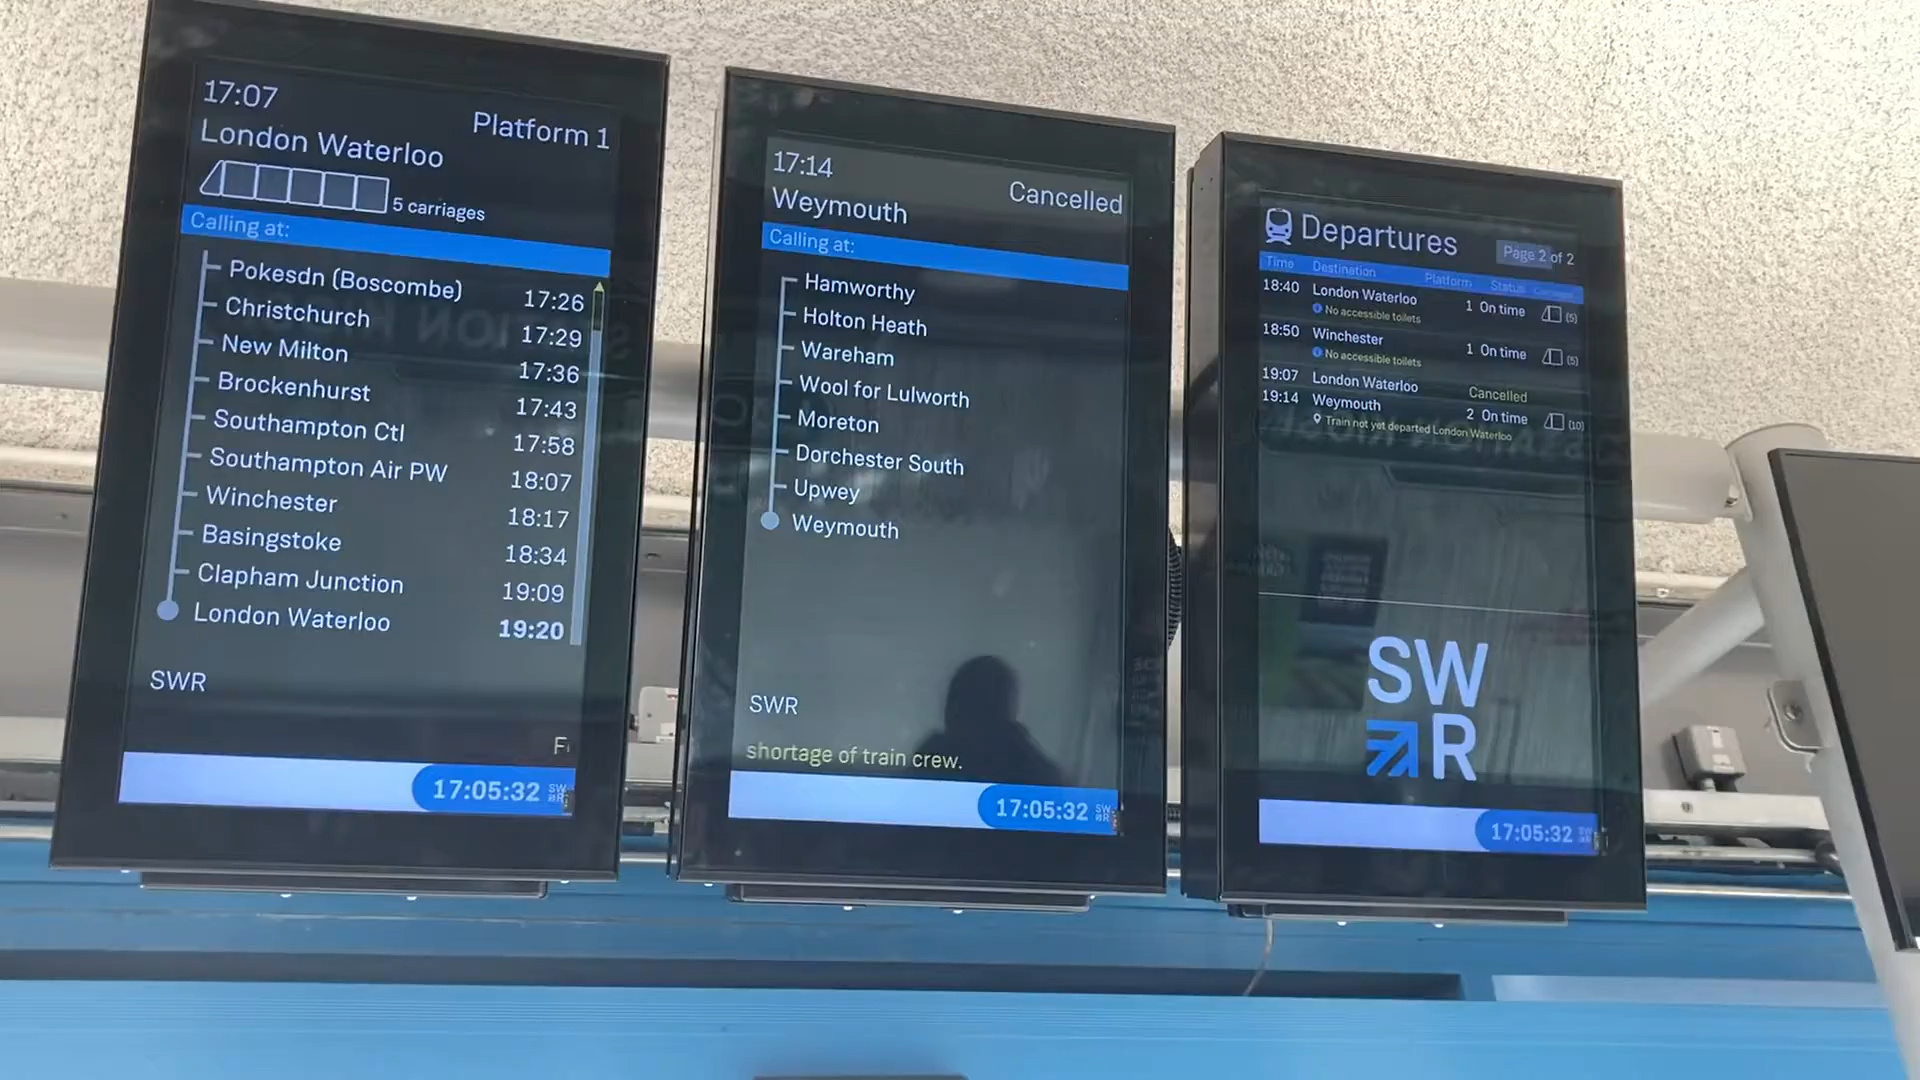 17:07
Platform 1
London Waterloo
5 carriages
Calling at:
Pokesdn (Boscombe) 17:26
Christchurch 17:29
New Milton 17:36
Brockenhurst 17:43
Southampton Ctl 17:58
Southampton Air PW 18:07
Winchester 18:17
Basingstoke 18:34
Clapham Junction 19:09
London Waterloo 19:20
SWR
17:05:32
17:14
Cancelled
Weymouth
Calling at:
Hamworthy
Holton Heath
Wareham
Wool for Lulworth
Moreton
Dorchester South
Upwey
Weymouth
SWR
shortage of train crew.
17:05:32
Departures Page 2 of 2
Time Destination Platform Status
18:40 London Waterloo 1 On time (5)
No accessible toilets
18:50 Winchester 1 On time (5)
No accessible toilets
19:07 London Waterloo Cancelled
19:14 Weymouth 2 On time (10)
Train not yet departed London Waterloo
SW
R
17:05:32